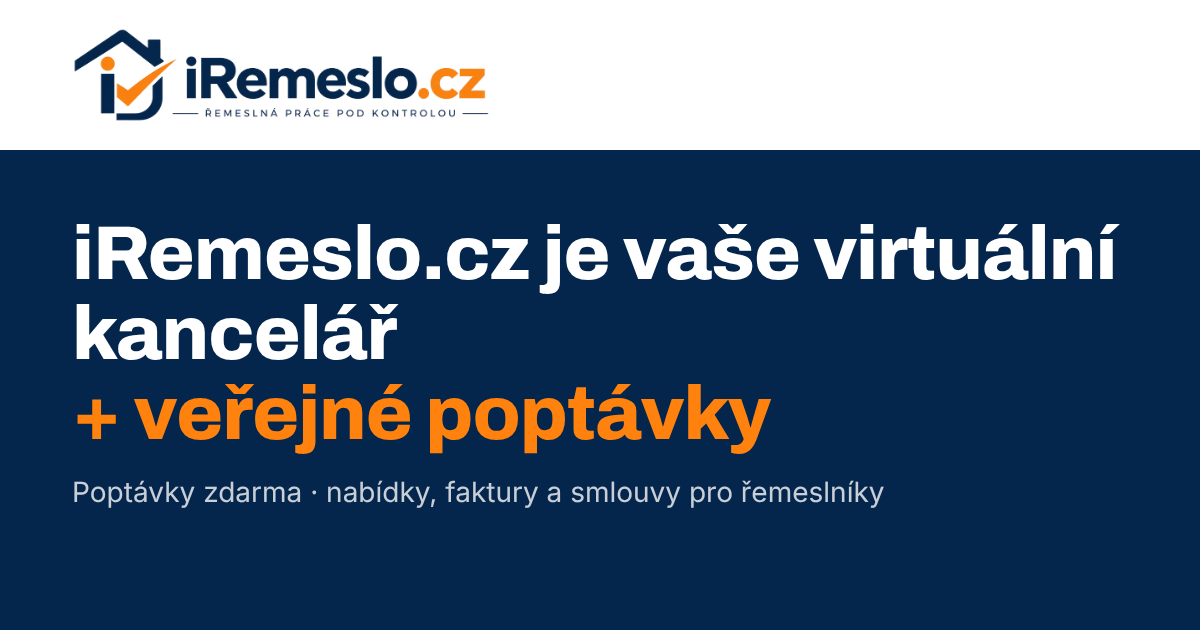 iRemeslo.cz
ŘEMESLNÁ PRÁCE POD KONTROLOU
iRemeslo.cz je vaše virtuální
kancelář
+ veřejné poptávky
Poptávky zdarma · nabídky, faktury a smlouvy pro řemeslníky